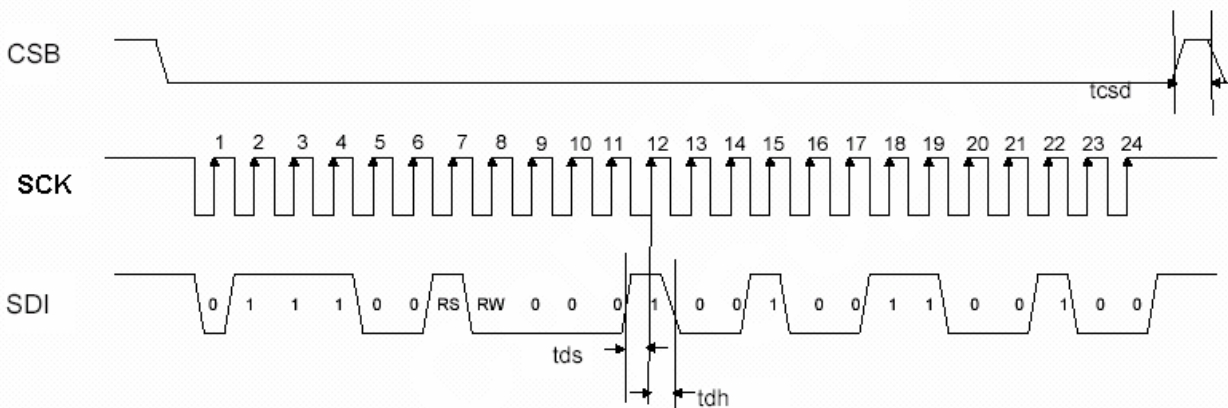 CSB
tcsd
1 2 3 4 5 6 7 8 9 10 11 12 13 14 15 16 17 18 19 20 21 22 23 24
SCK
SDI
0 1 1 1 0 0 RS RW 0 0 0 1 0 0 1 0 0 1 1 0 0 1 0 0
tds
tdh